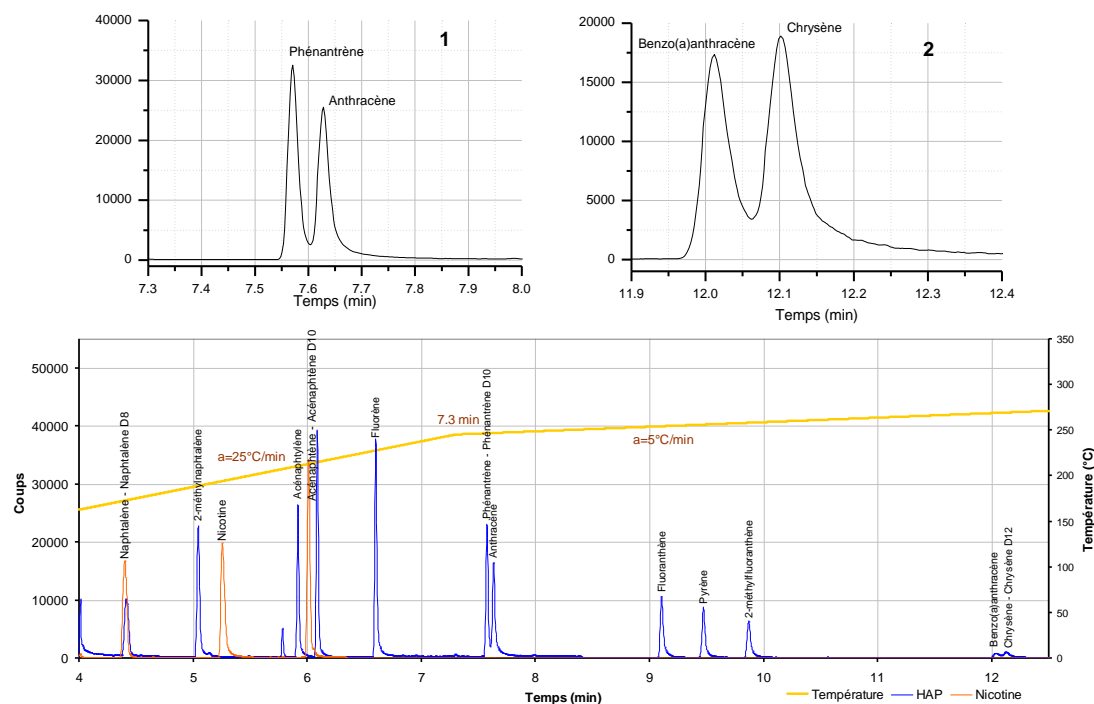 40000
30000
20000
10000
0
Phénantrène
Anthracène
1
7.3 7.4 7.5 7.6 7.7 7.8 7.9 8.0
Temps (min)
20000
15000
10000
5000
0
Benzo(a)anthracène
Chrysène
2
11.9 12.0 12.1 12.2 12.3 12.4
Temps (min)
Coups
50000
40000
30000
20000
10000
0
Naphtalène - Naphtalène D8
2-méthylnaphtalène
Nicotine
a=25°C/min
Acénaphtylène
Acénaphtène - Acénaphtène D10
Fluorène
7.3 min
Phénantrène - Phénantrène D10
Anthracène
a=5°C/min
Fluoranthène
Pyrène
2-méthylfluoranthène
Benzo(a)anthracène
Chrysène - Chrysène D12
350
300
250
200
150
100
50
0
Température (°C)
4 5 6 7 8 9 10 11 12
Temps (min)
Température HAP Nicotine